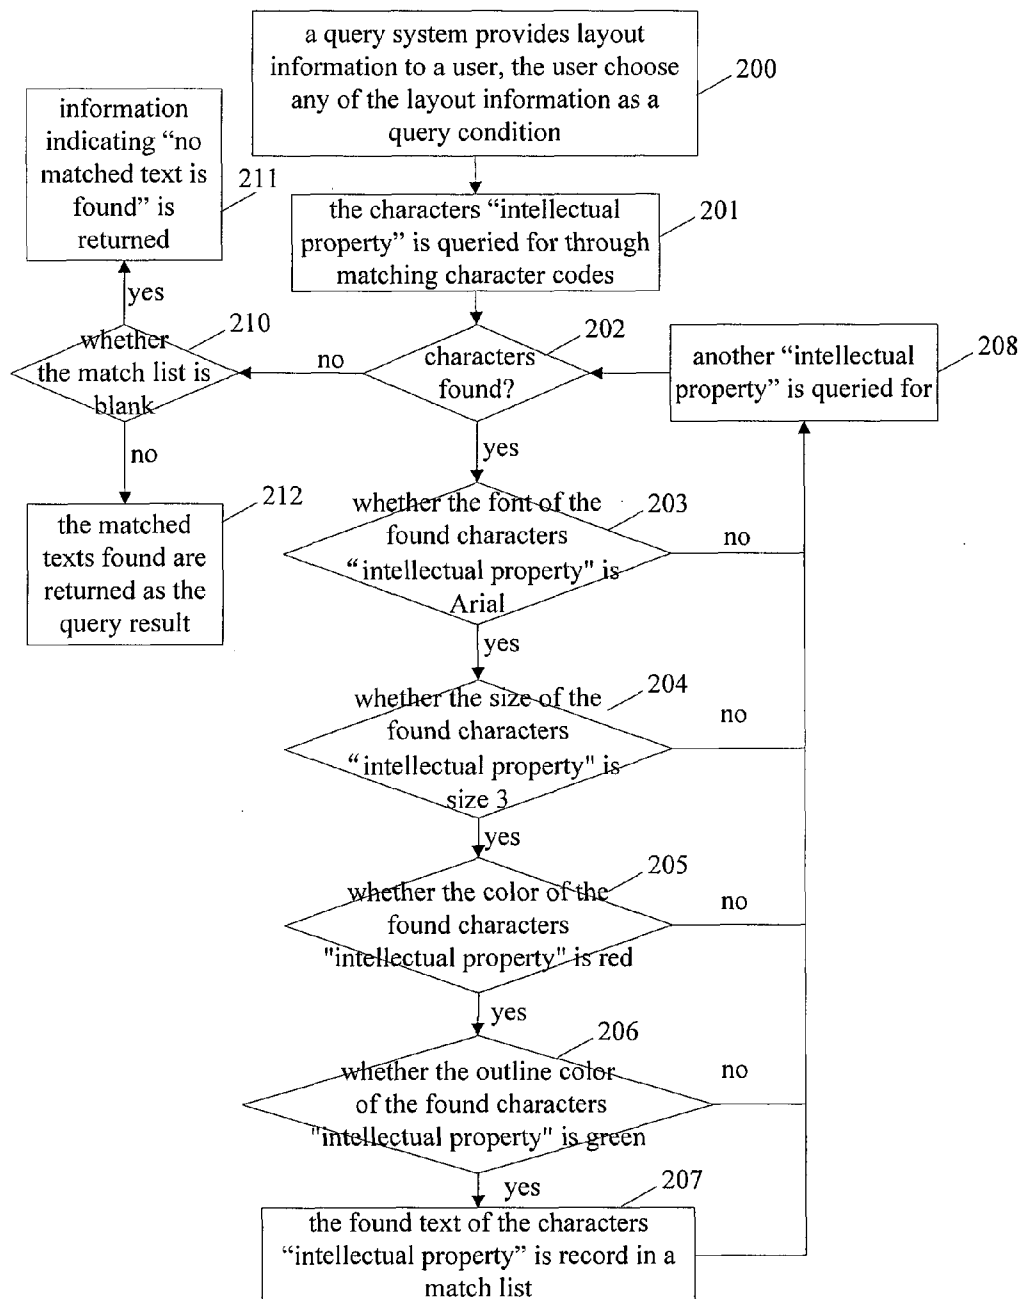 a query system provides layout
information to a user, the user choose
any of the layout information as a
query condition
200
information
indicating “no
matched text is
found” is
returned
211
the characters “intellectual
property” is queried for through
matching character codes
201
yes
whether
the match list is
blank
210
no
characters
found?
202
another “intellectual
property” is queried for
208
no
yes
the matched
texts found are
returned as the
query result
212
whether the font of the
found characters
“intellectual property" is
Arial
203
no
yes
whether the size of the
found characters
“intellectual property" is
size 3
204
no
yes
whether the color of the
found characters
"intellectual property" is red
205
no
yes
whether the outline color
of the found characters
"intellectual property" is green
206
no
yes
the found text of the characters
“intellectual property” is record in a
match list
207